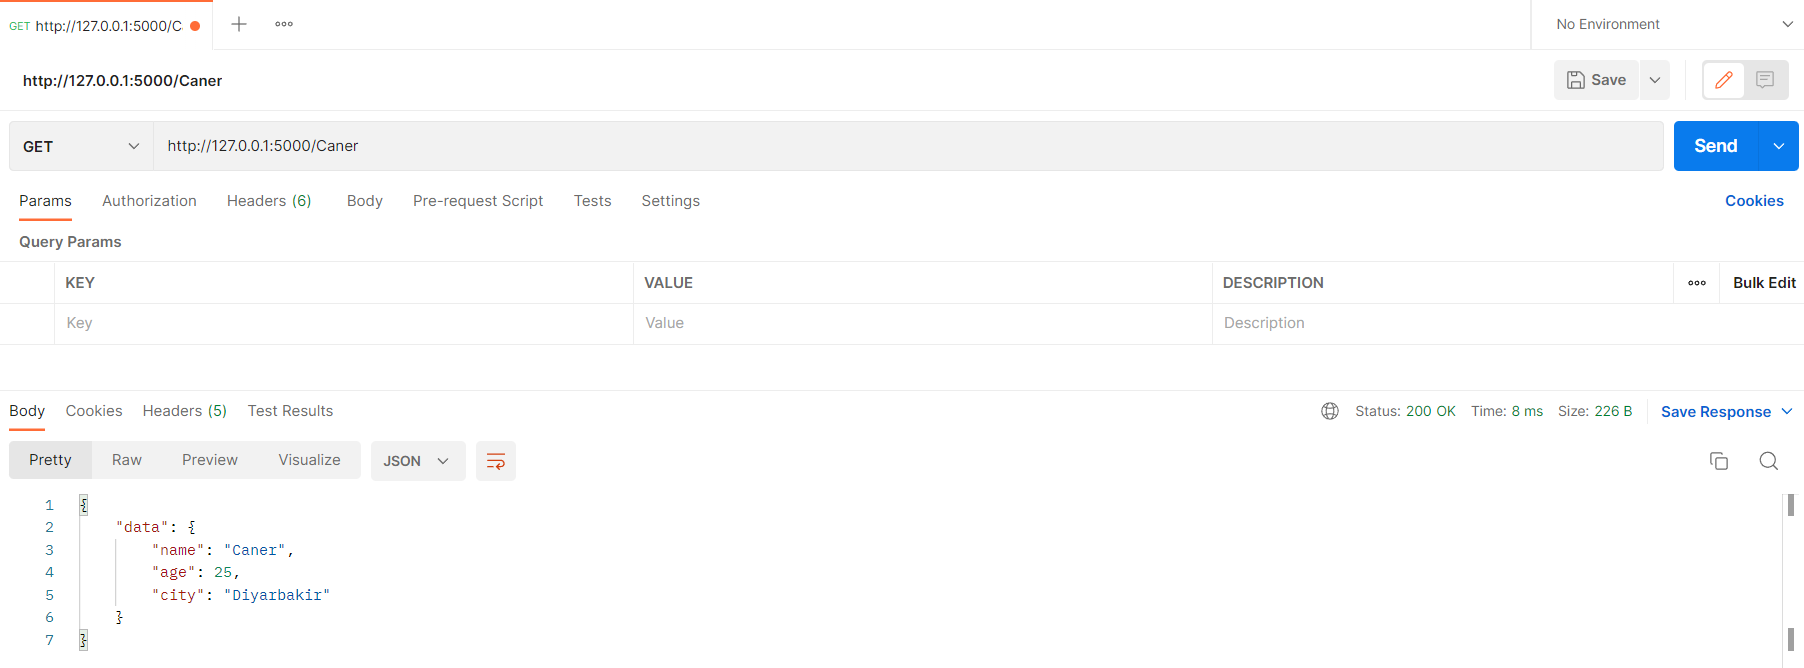 GET http://127.0.0.1:5000/C
No Environment
http://127.0.0.1:5000/Caner
Save
GET http://127.0.0.1:5000/Caner Send
Params Authorization Headers (6) Body Pre-request Script Tests Settings Cookies
Query Params
KEY VALUE DESCRIPTION Bulk Edit
Key Value Description
Body Cookies Headers (5) Test Results Status: 200 OK Time: 8 ms Size: 226 B Save Response
Pretty Raw Preview Visualize JSON
1 {
2 "data": {
3 "name": "Caner",
4 "age": 25,
5 "city": "Diyarbakir"
6 }
7 }